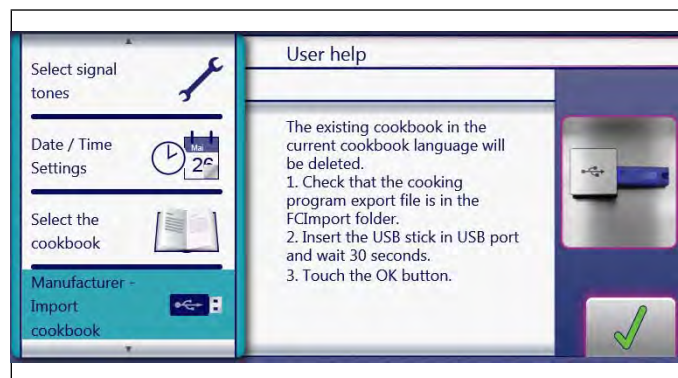 Select signal
tones
Date / Time
Settings
Mai
26
Select the
cookbook
Manufacturer -
Import
cookbook
User help
The existing cookbook in the
current cookbook language will
be deleted.
1. Check that the cooking
program export file is in the
FCImport folder.
2. Insert the USB stick in USB port
and wait 30 seconds.
3. Touch the OK button.